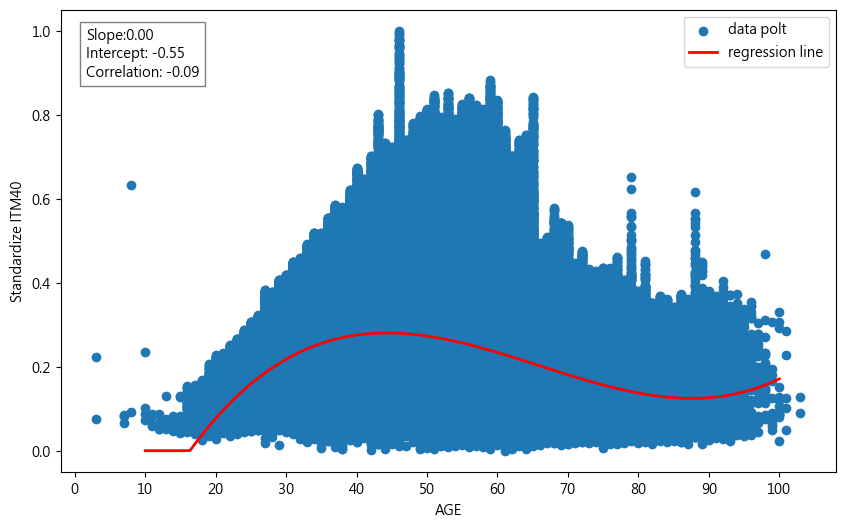 Slope:0.00
Intercept: -0.55
Correlation: -0.09
data polt
regression line
1.0
0.8
0.6
0.4
0.2
0.0
Standardize ITM40
0 10 20 30 40 50 60 70 80 90 100
AGE